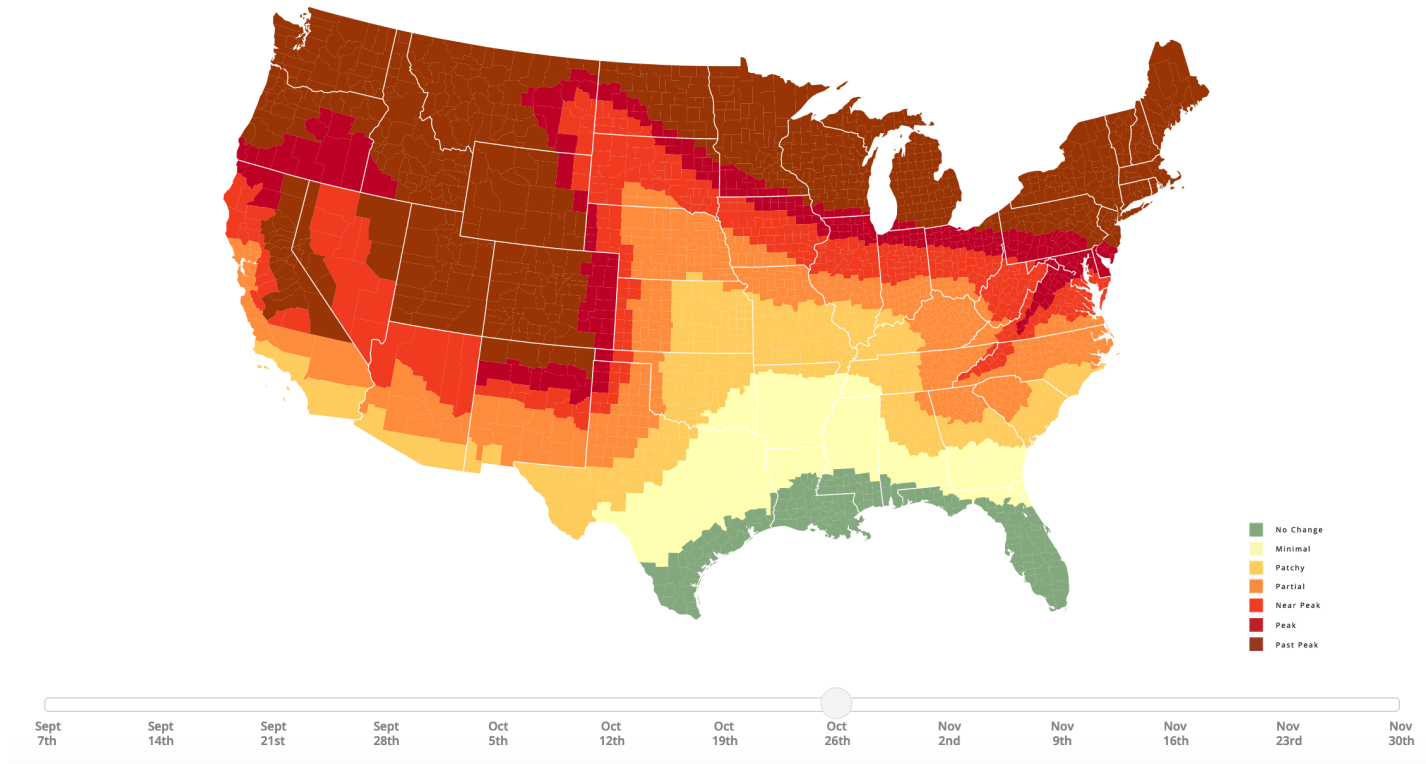 No Change
Minimal
Patchy
Partial
Near Peak
Peak
Past Peak
Sept Sept Sept Sept Oct Oct Oct Oct Nov Nov Nov Nov Nov
7th 14th 21st 28th 5th 12th 19th 26th 2nd 9th 16th 23rd 30th